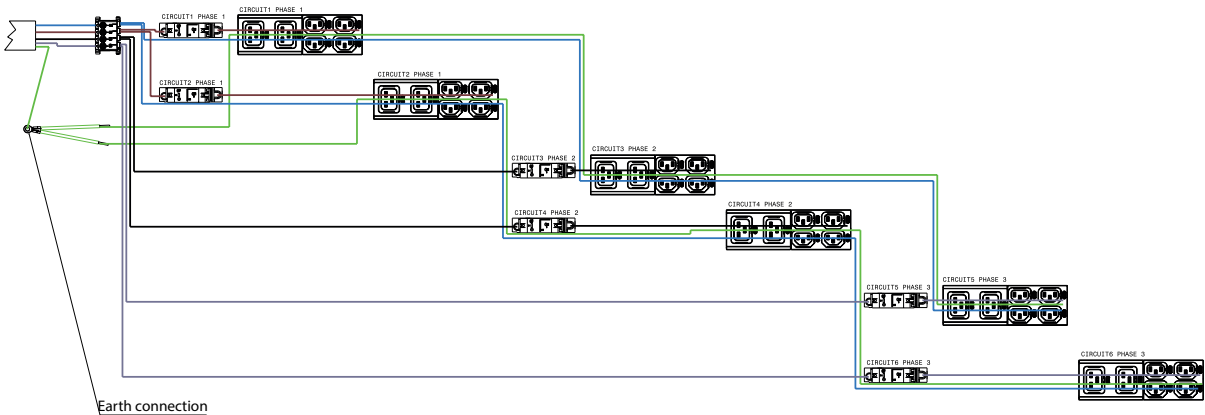 CIRCUIT1 PHASE 1
CIRCUIT1 PHASE 1
CIRCUIT2 PHASE 1
CIRCUIT2 PHASE 1
CIRCUIT3 PHASE 2
CIRCUIT3 PHASE 2
CIRCUIT4 PHASE 2
CIRCUIT4 PHASE 2
CIRCUIT5 PHASE 3
CIRCUIT5 PHASE 3
CIRCUIT6 PHASE 3
CIRCUIT6 PHASE 3
Earth connection